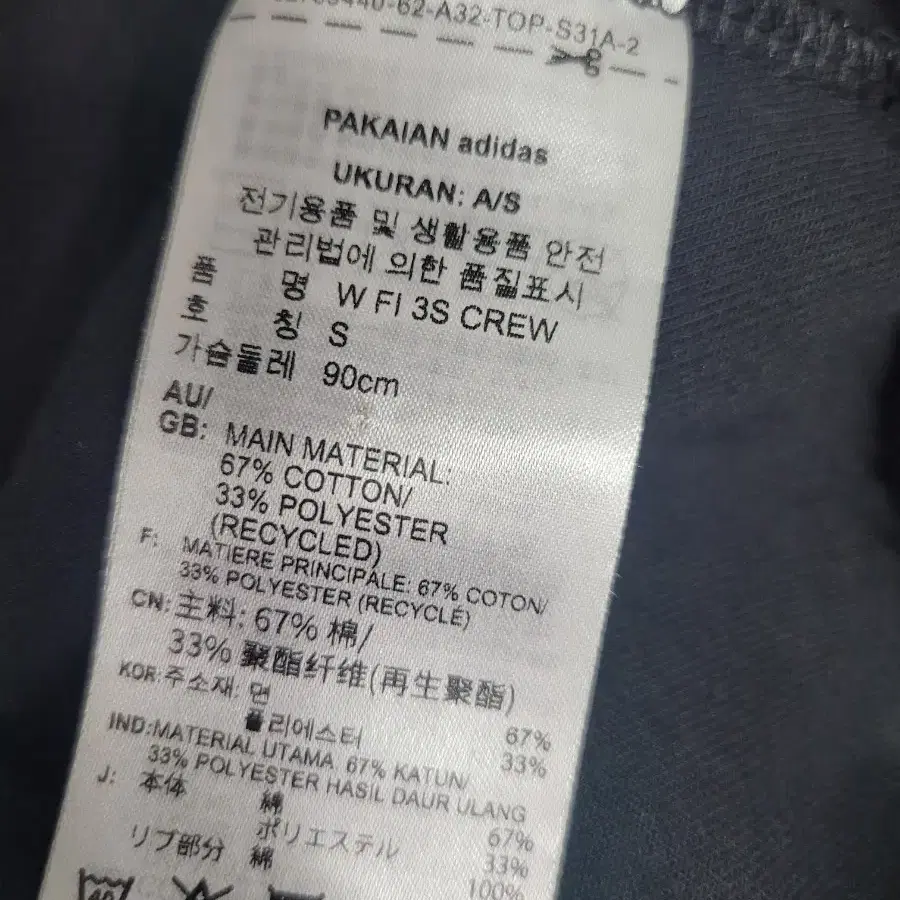 -62-A32-TOP-S31A-2
PAKAIAN adidas
UKURAN: A/S
전기용품 및 생활용품 안전
관리법에 의한 품질표시
품 명 W FI 3S CREW
호 칭 S
가슴둘레 90cm
AU/
GB: MAIN MATERIAL:
67% COTTON/
33% POLYESTER
(RECYCLED)
F: MATIERE PRINCIPALE: 67% COTON/
33% POLYESTER (RECYCLÉ)
CN: 主料: 67% 棉/
33% 聚酯纤维(再生聚酯)
KOR: 주소재: 면 67%
폴리에스터 33%
IND:MATERIAL UTAMA 67% KATUN/
33% POLYESTER HASIL DAUR ULANG
J: 本体 綿 67%
ポリエステル 33%
リブ部分 綿 100%
40